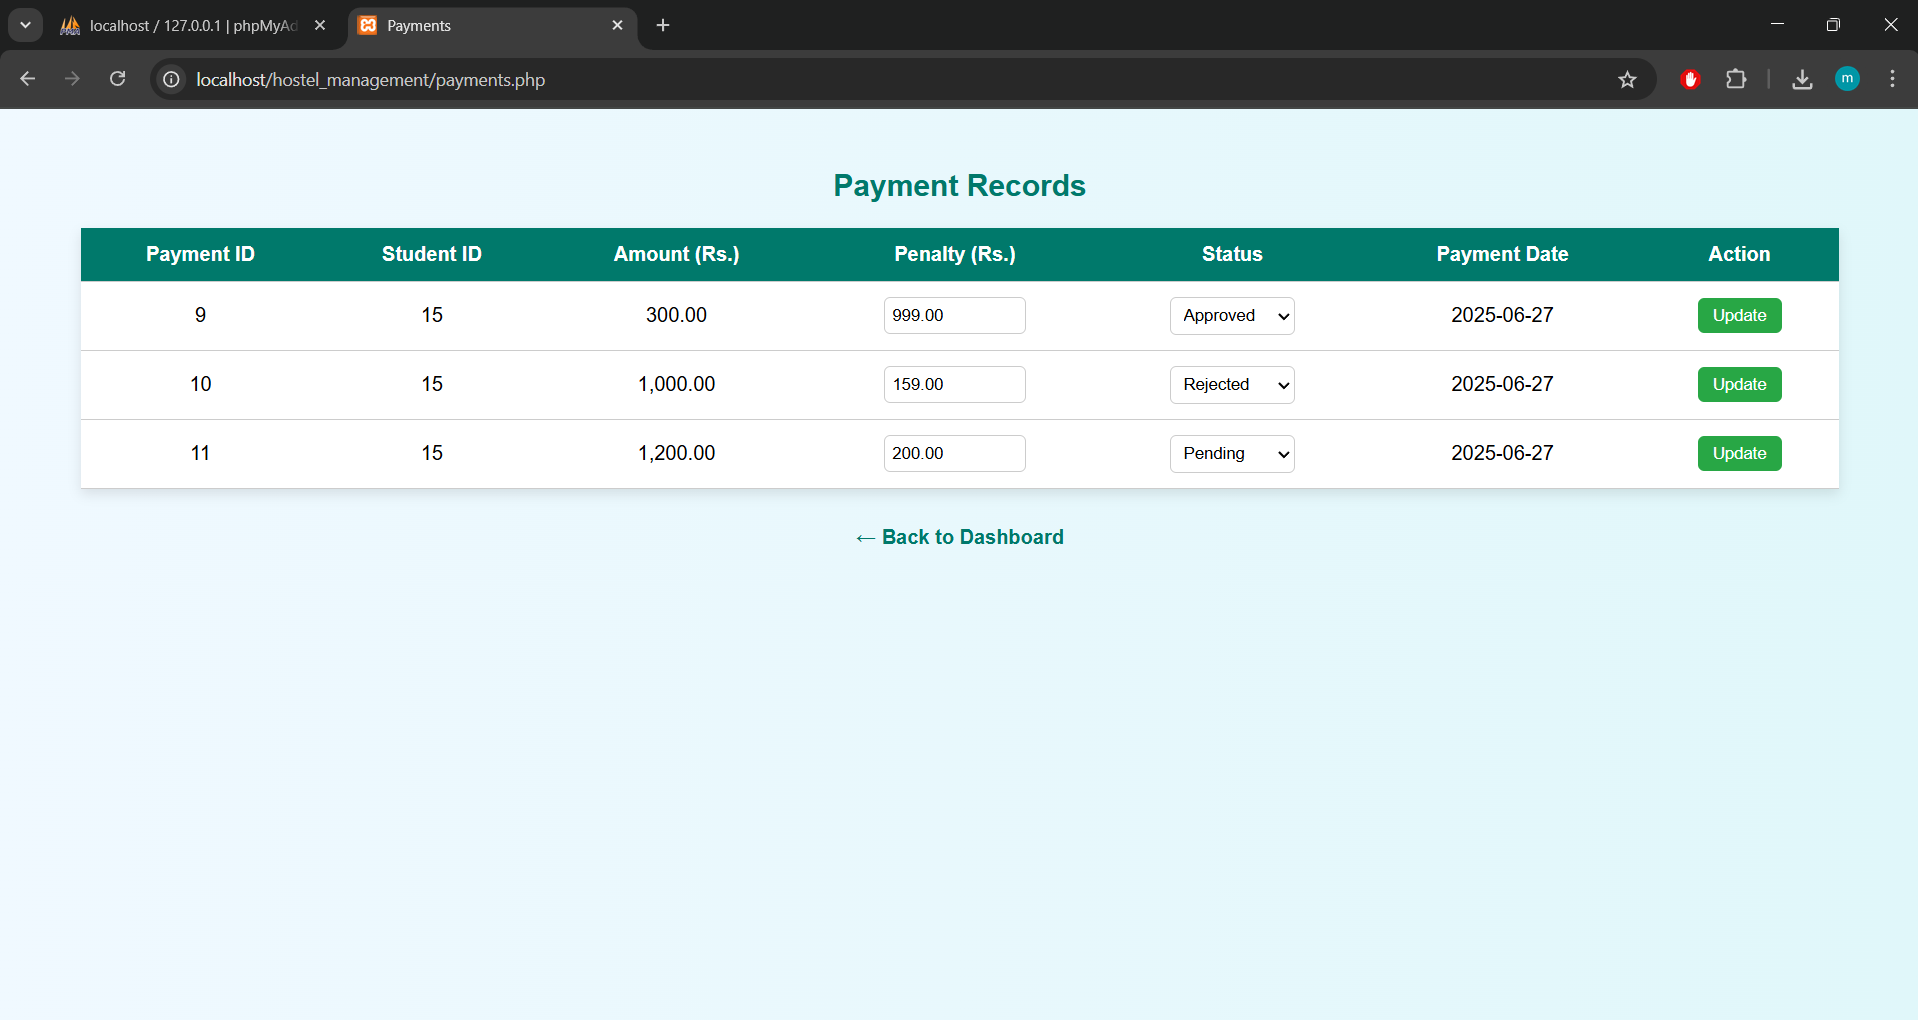 localhost / 127.0.0.1 | phpMyAd
Payments
localhost/hostel_management/payments.php
m
Payment Records
Payment ID Student ID Amount (Rs.) Penalty (Rs.) Status Payment Date Action
9 15 300.00 999.00 Approved 2025-06-27 Update
10 15 1,000.00 159.00 Rejected 2025-06-27 Update
11 15 1,200.00 200.00 Pending 2025-06-27 Update
← Back to Dashboard